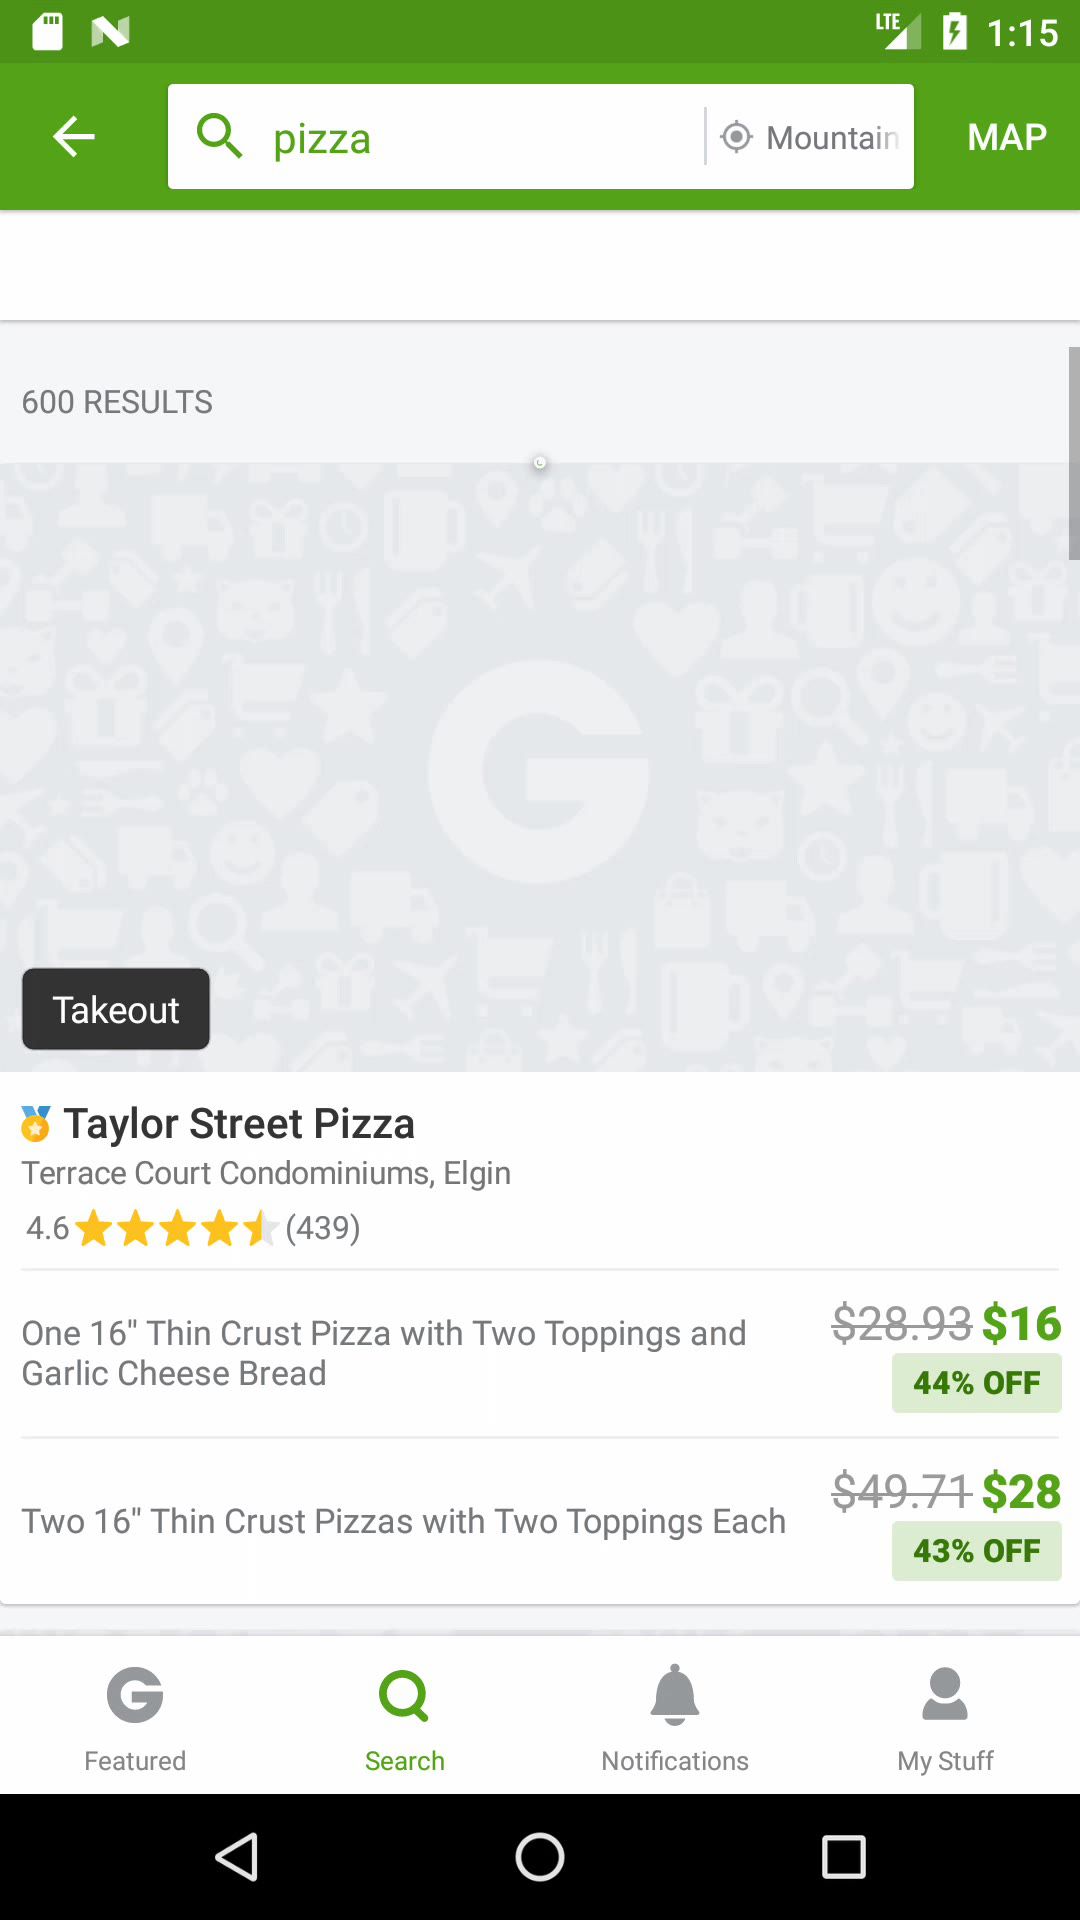 LTE 1:15
pizza Mountain MAP
600 RESULTS
Takeout
Taylor Street Pizza
Terrace Court Condominiums, Elgin
4.6 (439)
One 16" Thin Crust Pizza with Two Toppings and
Garlic Cheese Bread
$28.93 $16
44% OFF
Two 16" Thin Crust Pizzas with Two Toppings Each
$49.71 $28
43% OFF
Featured Search Notifications My Stuff